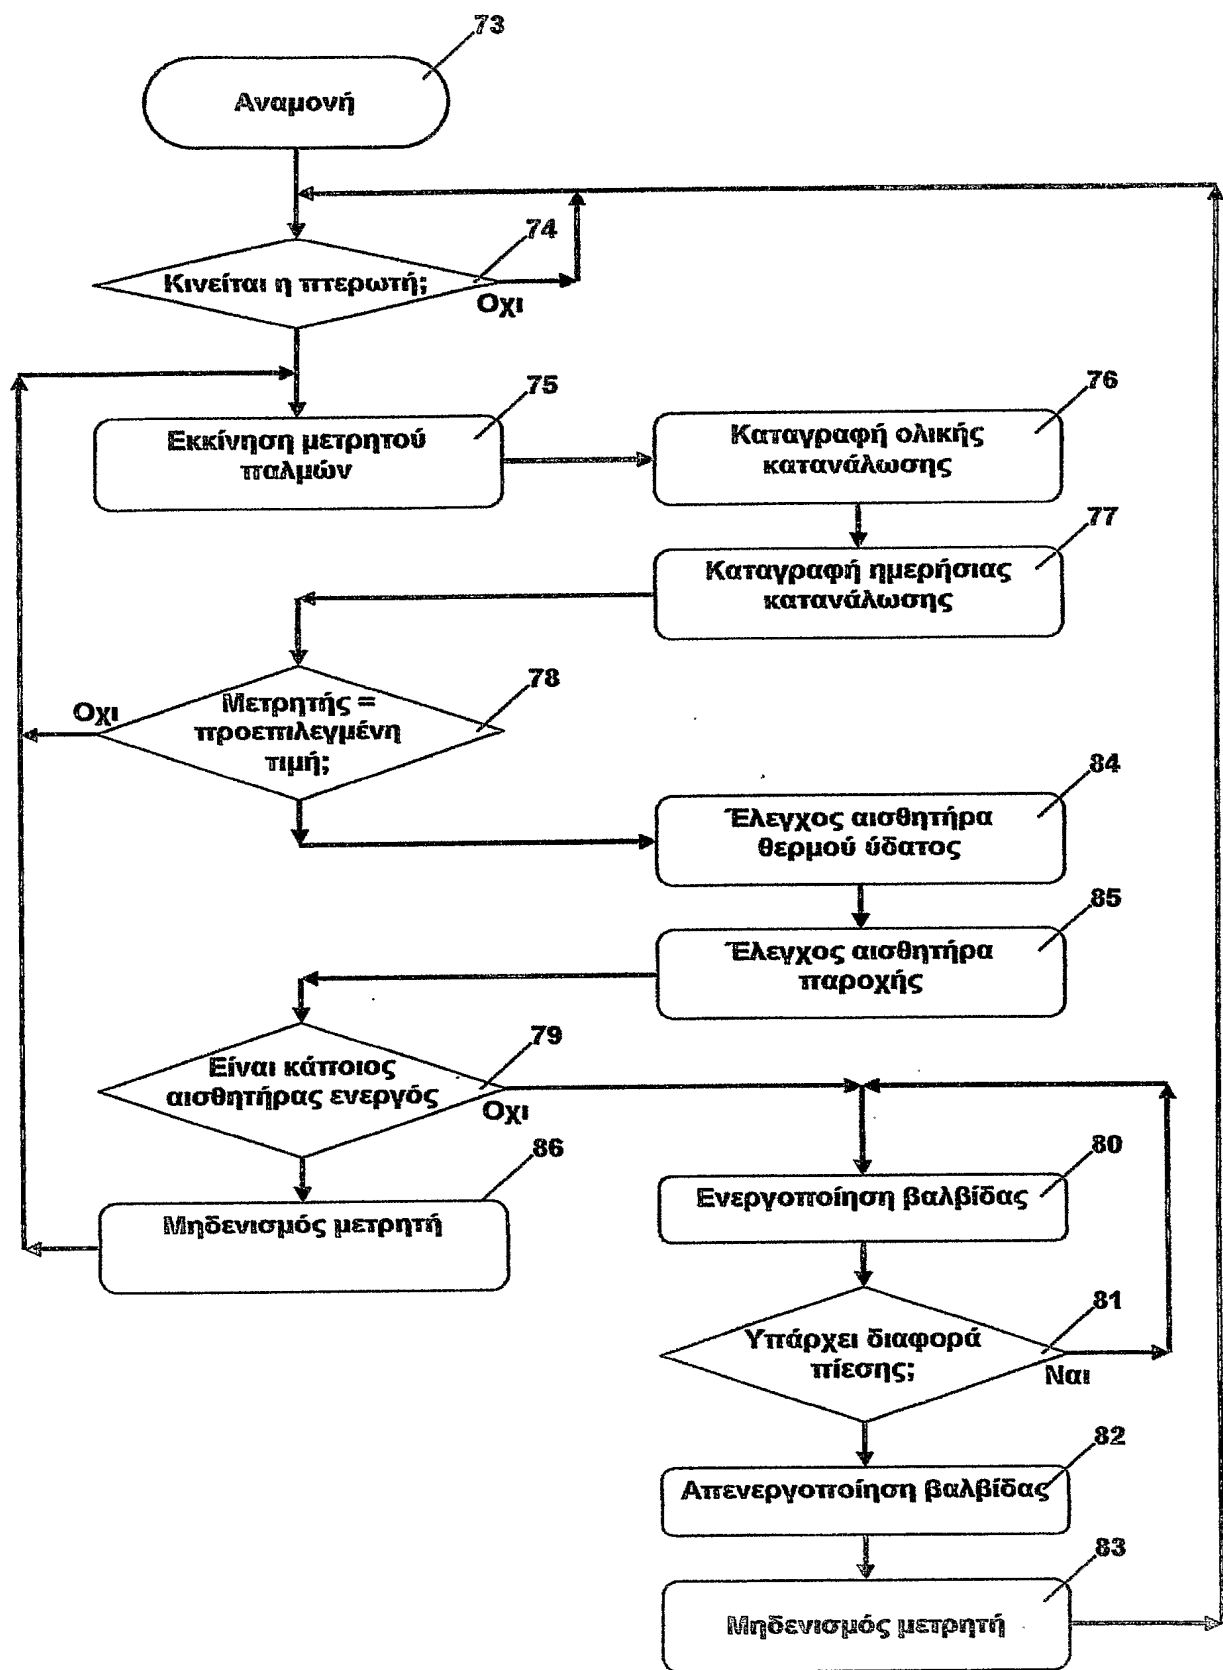 73
Αναμονή
74
Κινείται η πτερωτή;
Οχι
75
Εκκίνηση μετρητού
παλμών
76
Καταγραφή ολικής
κατανάλωσης
77
Καταγραφή ημερήσιας
κατανάλωσης
78
Οχι
Μετρητής =
προεπιλεγμένη
τιμή;
84
Έλεγχος αισθητήρα
θερμού ύδατος
85
Έλεγχος αισθητήρα
παροχής
79
Είναι κάποιος
αισθητήρας ενεργός
Οχι
86
Μηδενισμός μετρητή
80
Ενεργοποίηση βαλβίδας
81
Υπάρχει διαφορά
πίεσης;
Ναι
82
Απενεργοποίηση βαλβίδας
83
Μηδενισμός μετρητή